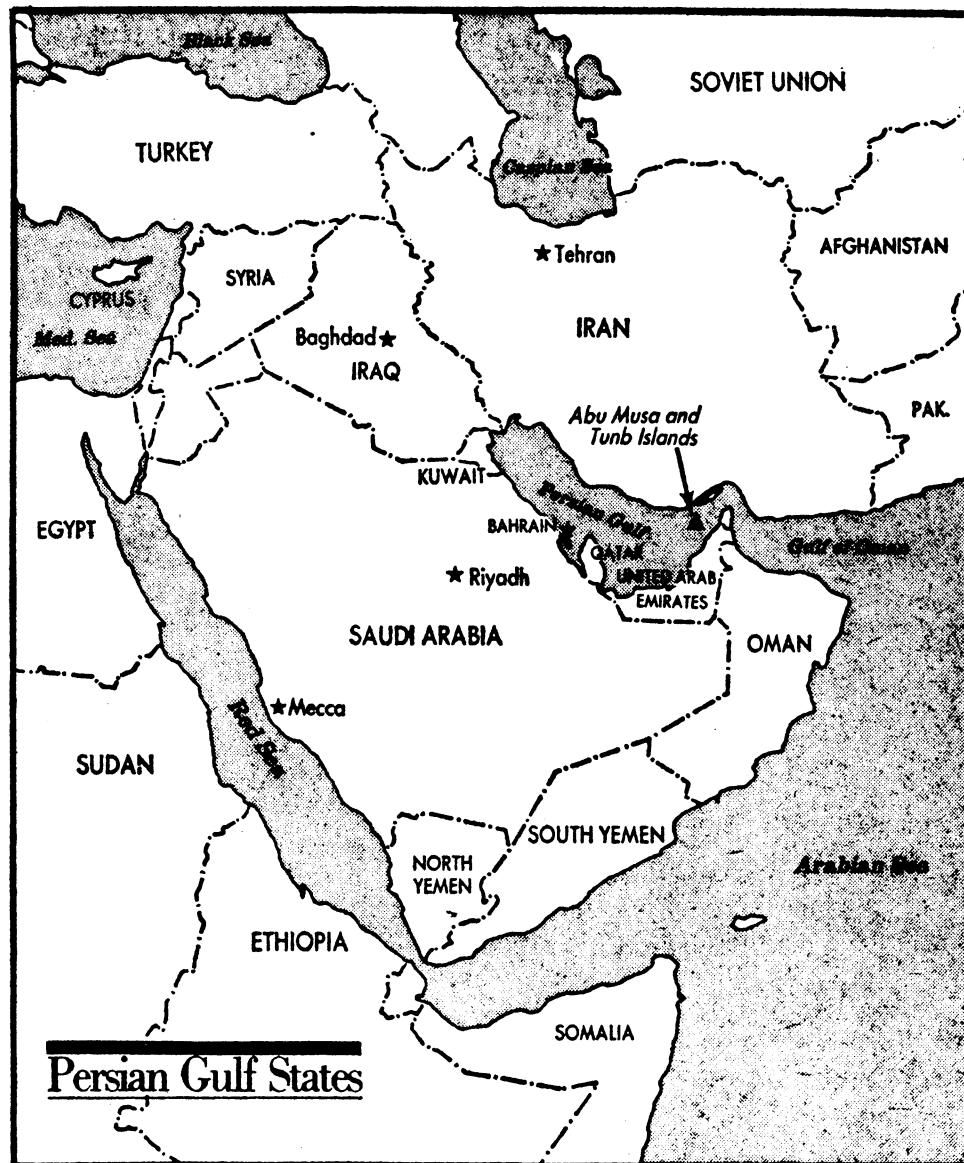 Black Sea
SOVIET UNION
TURKEY
Caspian Sea
Tehran
AFGHANISTAN
SYRIA
CYPRUS
IRAN
Med. Sea
Baghdad
IRAQ
Abu Musa and
Tunb Islands
PAK.
KUWAIT
Persian Gulf
EGYPT
BAHRAIN
Gulf of Oman
QATAR
Riyadh
UNITED ARAB
EMIRATES
SAUDI ARABIA
OMAN
Mecca
Red Sea
SUDAN
SOUTH YEMEN
NORTH
YEMEN
Arabian Sea
ETHIOPIA
SOMALIA
Persian Gulf States